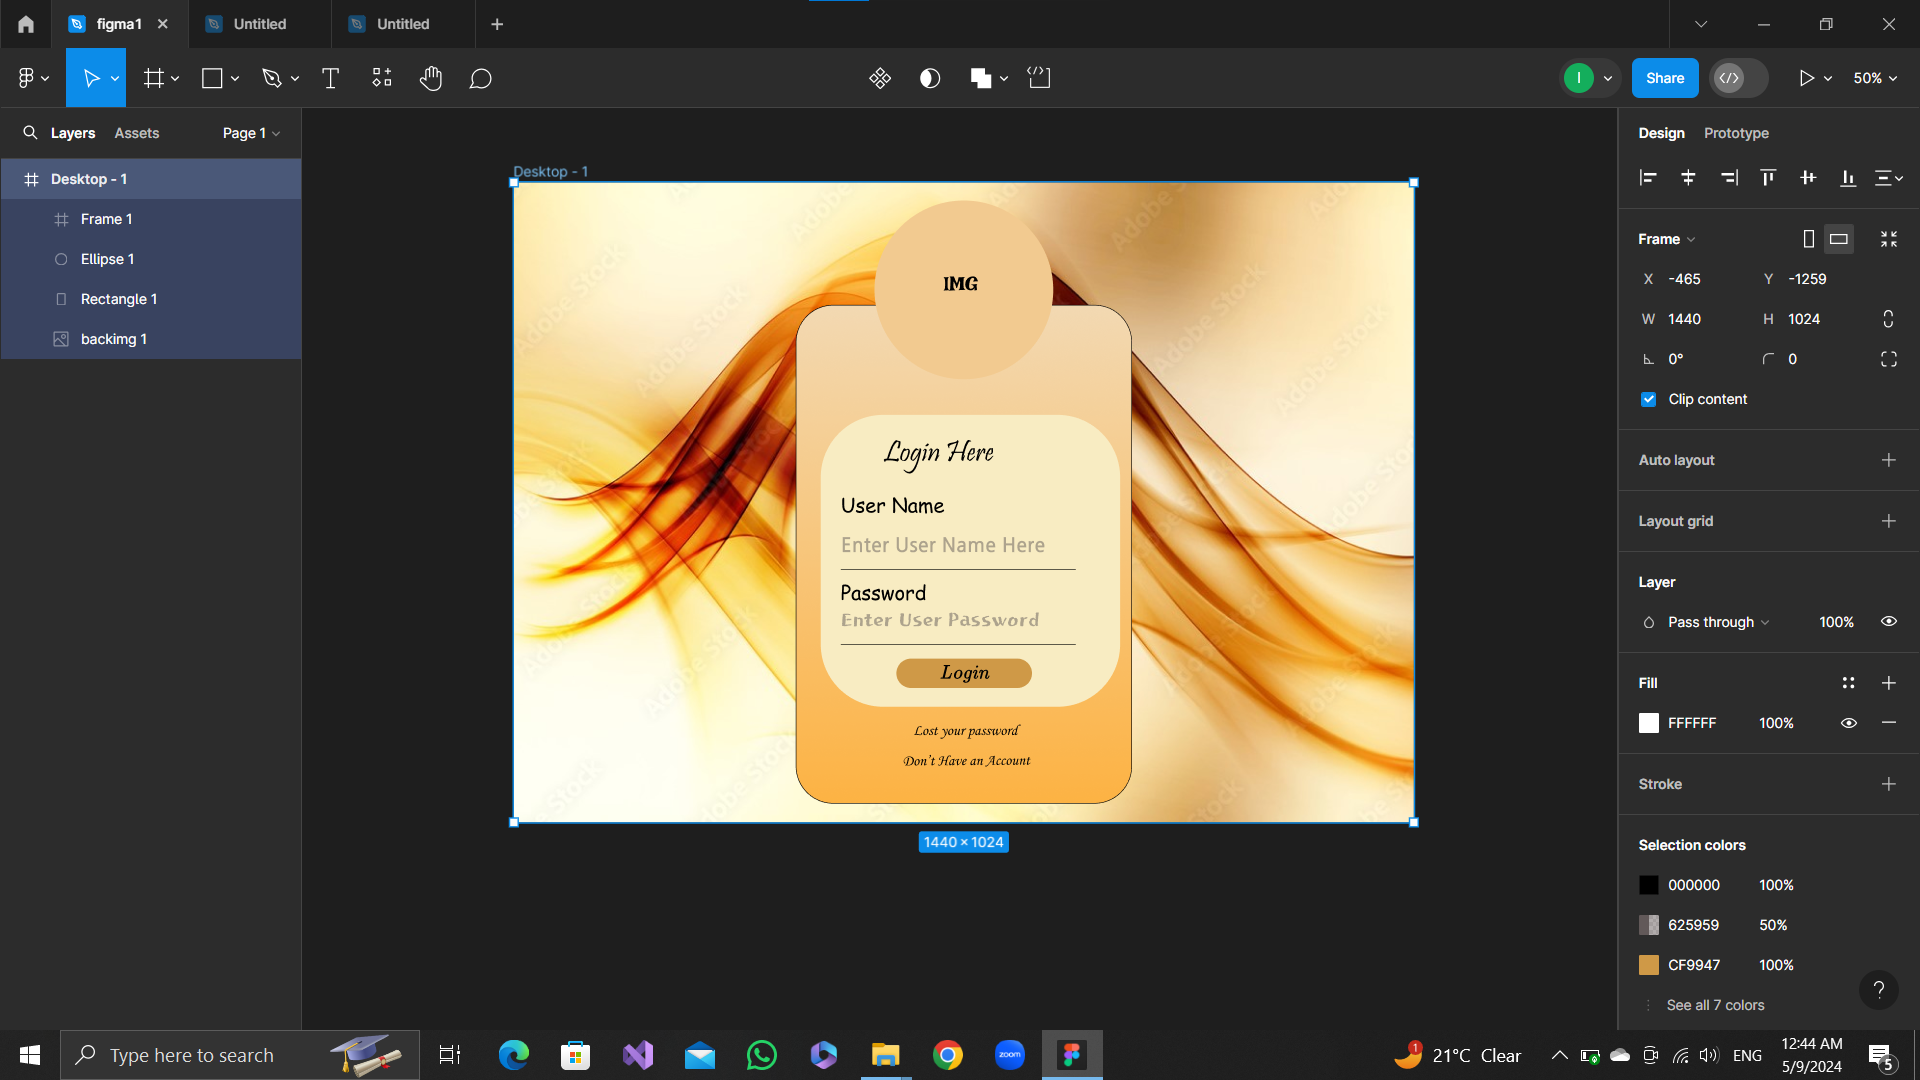 figma1
Untitled
Untitled
I
Share
50%
Layers
Assets
Page 1
Desktop - 1
Frame 1
Ellipse 1
Rectangle 1
backimg 1
Desktop - 1
Adobe Stock
IMG
Login Here
User Name
Enter User Name Here
Password
Enter User Password
Login
Lost your password
Don't Have an Account
1440 × 1024
Design
Prototype
Frame
X -465
Y -1259
W 1440
H 1024
0°
0
Clip content
Auto layout
Layout grid
Layer
Pass through
100%
Fill
FFFFFF 100%
Stroke
Selection colors
000000 100%
625959 50%
CF9947 100%
See all 7 colors
?
Type here to search
zoom
1
21°C Clear
ENG
12:44 AM
5/9/2024
5